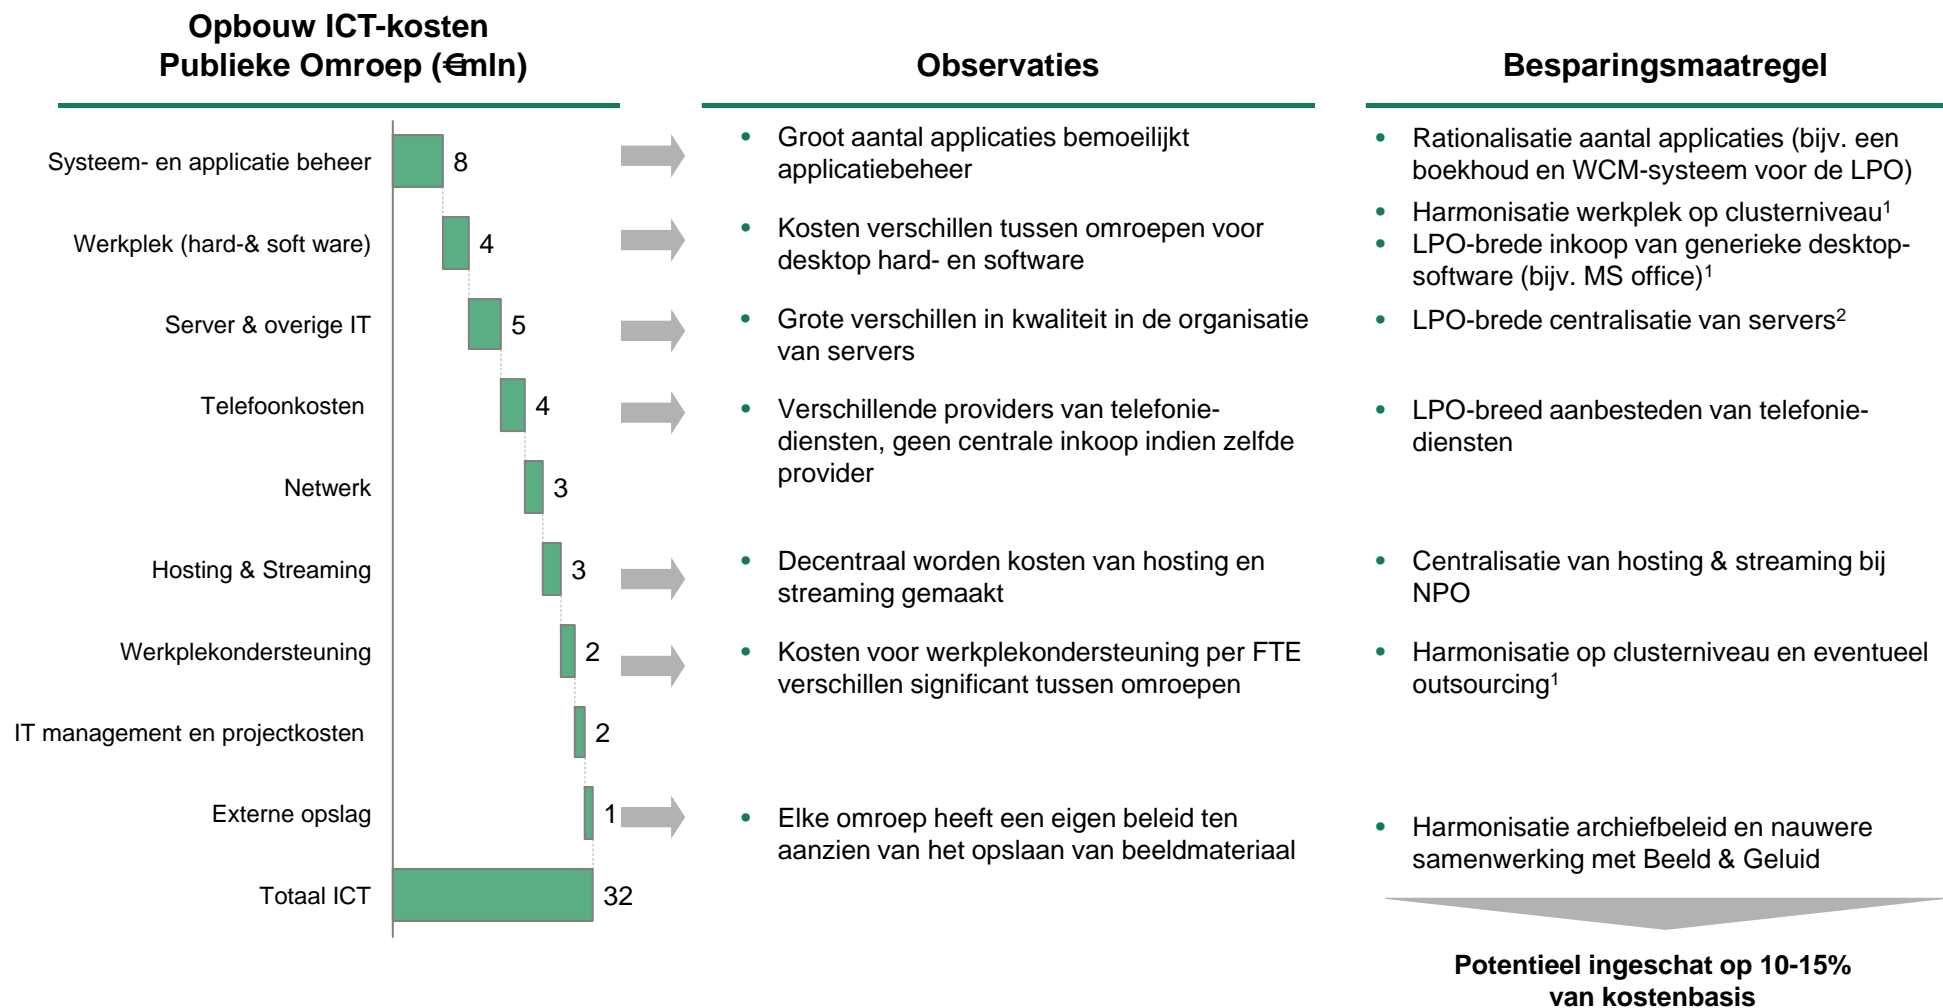 Opbouw ICT-kosten
Publieke Omroep (€mln)
Observaties
Besparingsmaatregel
Systeem- en applicatie beheer
8
• Groot aantal applicaties bemoeilijkt
applicatiebeheer
• Rationalisatie aantal applicaties (bijv. een
boekhoud en WCM-systeem voor de LPO)
Werkplek (hard-& soft ware)
4
• Kosten verschillen tussen omroepen voor
desktop hard- en software
• Harmonisatie werkplek op clusterniveau¹
• LPO-brede inkoop van generieke desktop-
software (bijv. MS office)¹
Server & overige IT
5
• Grote verschillen in kwaliteit in de organisatie
van servers
• LPO-brede centralisatie van servers²
Telefoonkosten
4
• Verschillende providers van telefonie-
diensten, geen centrale inkoop indien zelfde
provider
• LPO-breed aanbesteden van telefonie-
diensten
Netwerk
3
Hosting & Streaming
3
• Decentraal worden kosten van hosting en
streaming gemaakt
• Centralisatie van hosting & streaming bij
NPO
Werkplekondersteuning
2
• Kosten voor werkplekondersteuning per FTE
verschillen significant tussen omroepen
• Harmonisatie op clusterniveau en eventueel
outsourcing¹
IT management en projectkosten
2
Externe opslag
1
• Elke omroep heeft een eigen beleid ten
aanzien van het opslaan van beeldmateriaal
• Harmonisatie archiefbeleid en nauwere
samenwerking met Beeld & Geluid
Totaal ICT
32
Potentieel ingeschat op 10-15%
van kostenbasis